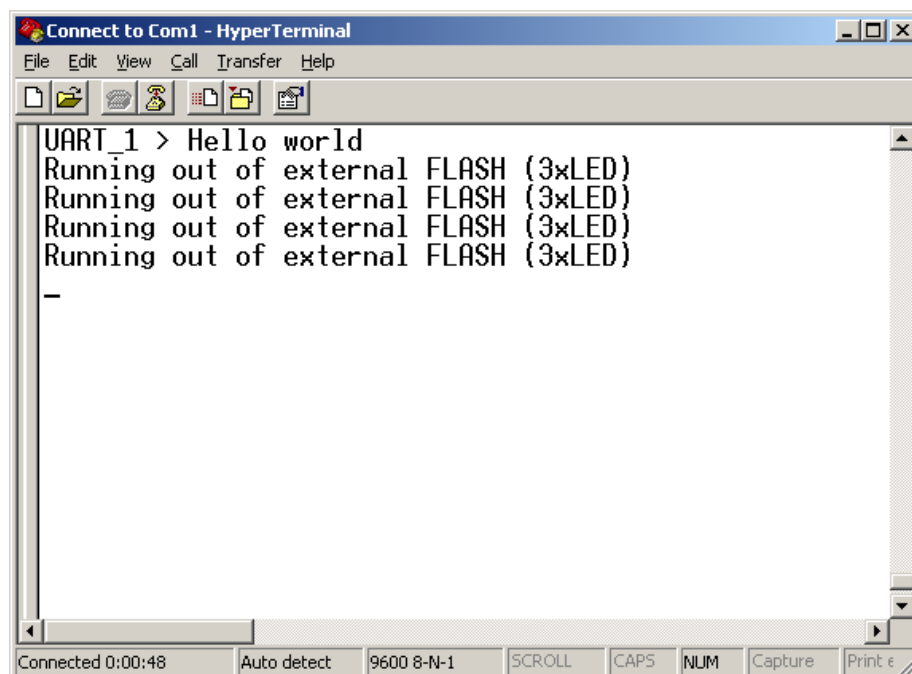 Connect to Com1 - HyperTerminal
File Edit View Call Transfer Help
UART_1 > Hello world
Running out of external FLASH (3xLED)
Running out of external FLASH (3xLED)
Running out of external FLASH (3xLED)
Running out of external FLASH (3xLED)
_
Connected 0:00:48 Auto detect 9600 8-N-1 SCROLL CAPS NUM Capture Print e